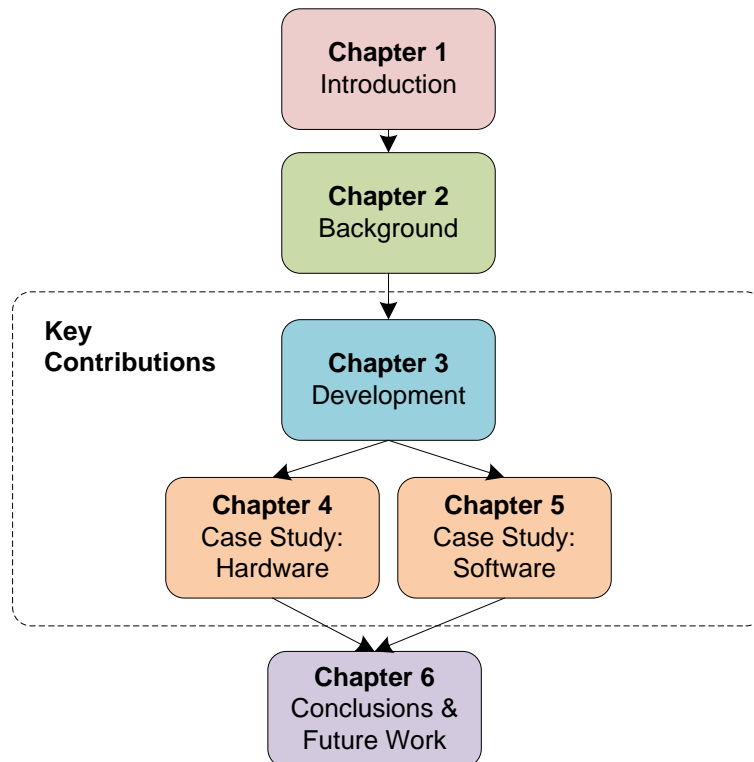 Chapter 1
Introduction
Chapter 2
Background
Key
Contributions
Chapter 3
Development
Chapter 4
Case Study:
Hardware
Chapter 5
Case Study:
Software
Chapter 6
Conclusions &
Future Work